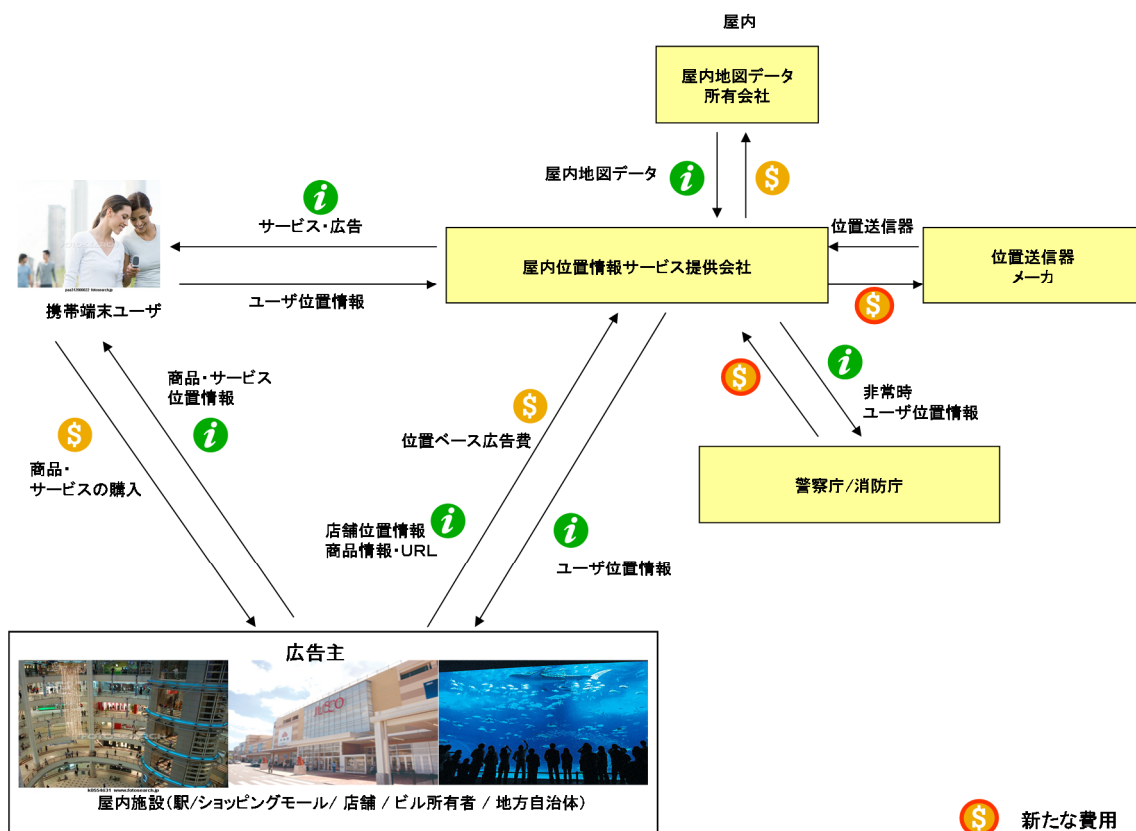 屋内
屋内地図データ
所有会社
屋内地図データ
i
$
i
サービス・広告
ユーザ位置情報
携帯端末ユーザ
屋内位置情報サービス提供会社
位置送信器
$
位置送信器
メーカ
商品・サービス
位置情報
i
$
商品・
サービスの購入
$
位置ベース広告費
$
i
非常時
ユーザ位置情報
警察庁/消防庁
店舗位置情報
商品情報・URL
i
i
ユーザ位置情報
広告主
k0554631 www.fotosearch.jp
屋内施設(駅/ショッピングモール/ 店舗 / ビル所有者 / 地方自治体)
$
新たな費用